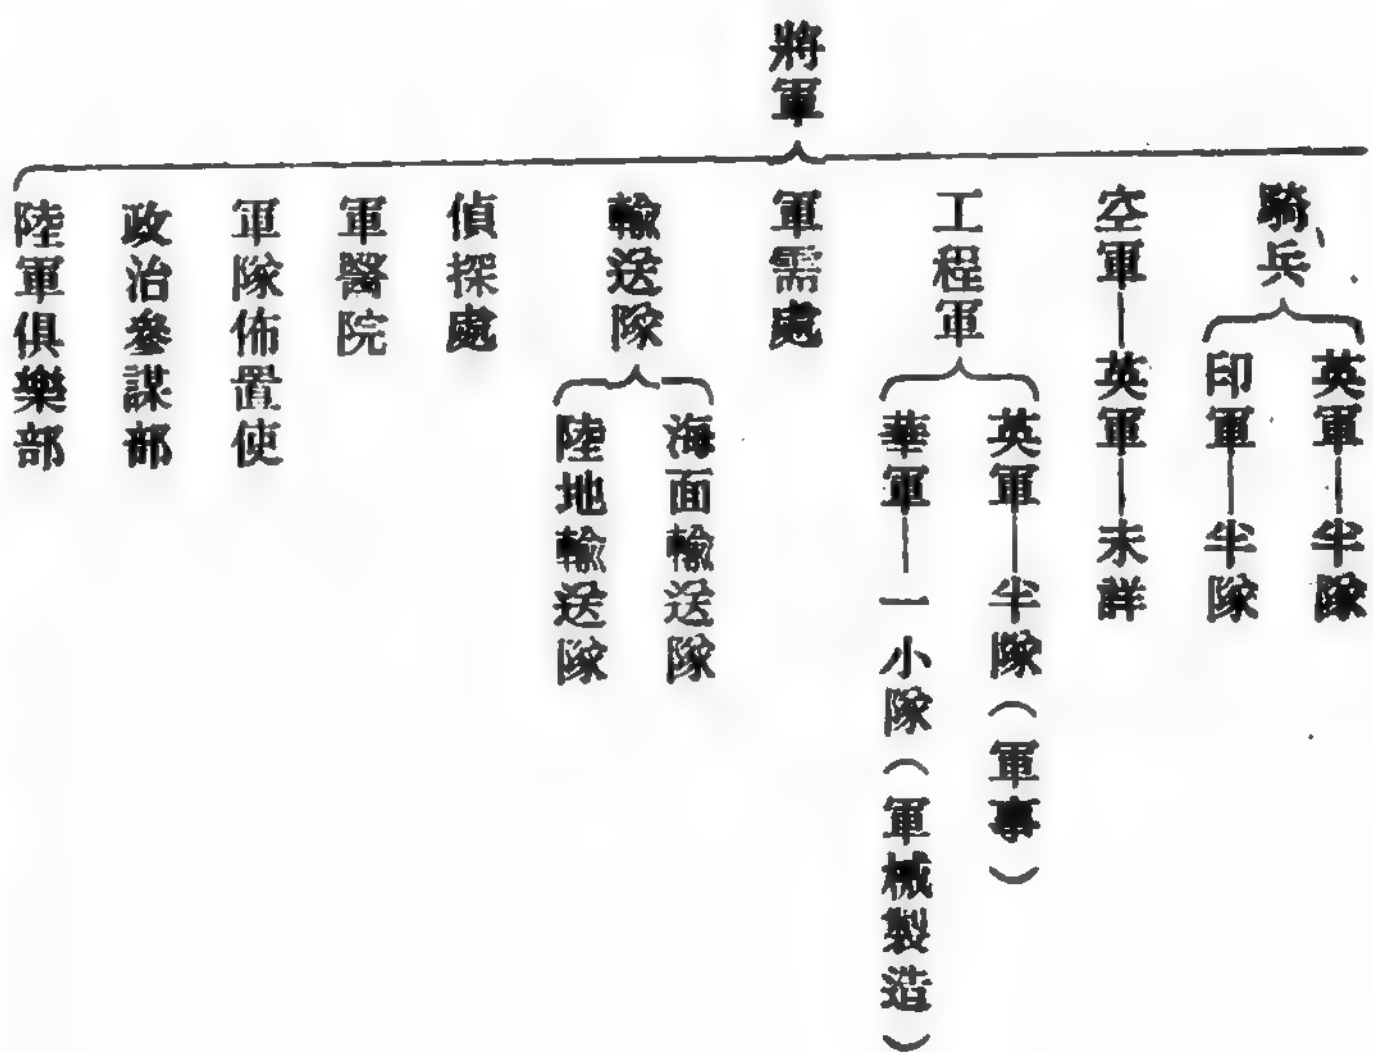 將軍
騎兵
英軍—半隊
印軍—半隊
空軍—英軍—未詳
工程軍
英軍—半隊（軍事）
華軍—一小隊（軍械製造）
軍需處
輸送隊
海面輸送隊
陸地輸送隊
偵探處
軍醫院
軍隊佈置使
政治參謀部
陸軍俱樂部